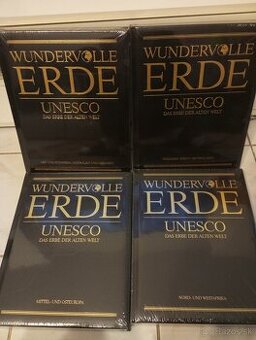 WUNDERVOLLE
ERDE
UNESCO
DAS ERBE DER ALTEN WELT
WUNDERVOLLE
ERDE
UNESCO
DAS ERBE DER ALTEN WELT
WUNDERVOLLE
ERDE
UNESCO
DAS ERBE DER ALTEN WELT
MITTEL- UND OSTEUROPA
WUNDERVOLLE
ERDE
UNESCO
DAS ERBE DER ALTEN WELT
NORD- UND WESTAFRIKA